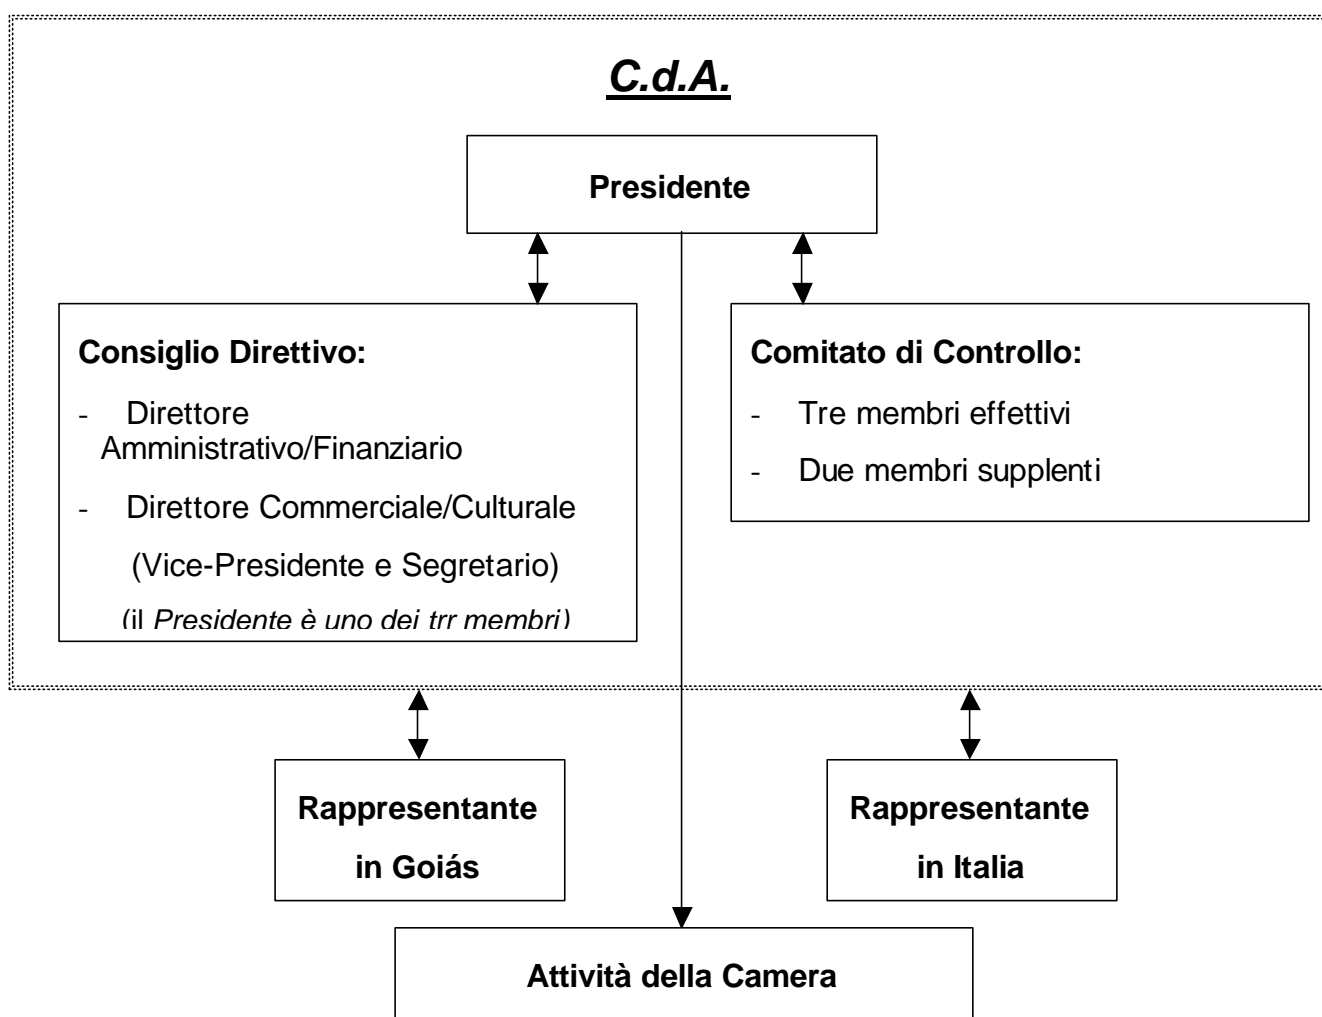 C.d.A.
Presidente
Consiglio Direttivo:
- Direttore
Amministrativo/Finanziario
- Direttore Commerciale/Culturale
(Vice-Presidente e Segretario)
(il Presidente è uno dei trr membri)
Comitato di Controllo:
- Tre membri effettivi
- Due membri supplenti
Rappresentante
in Goiás
Rappresentante
in Italia
Attività della Camera